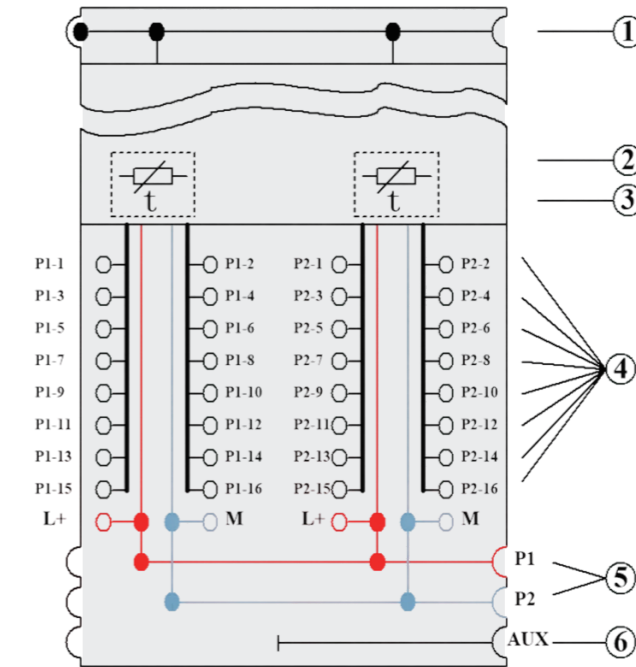 1
2
t t
3
P1-1 P1-2 P2-1 P2-2
P1-3 P1-4 P2-3 P2-4
P1-5 P1-6 P2-5 P2-6
P1-7 P1-8 P2-7 P2-8
4
P1-9 P1-10 P2-9 P2-10
P1-11 P1-12 P2-11 P2-12
P1-13 P1-14 P2-13 P2-14
P1-15 P1-16 P2-15 P2-16
L+ M L+ M
P1
5
P2
AUX 6